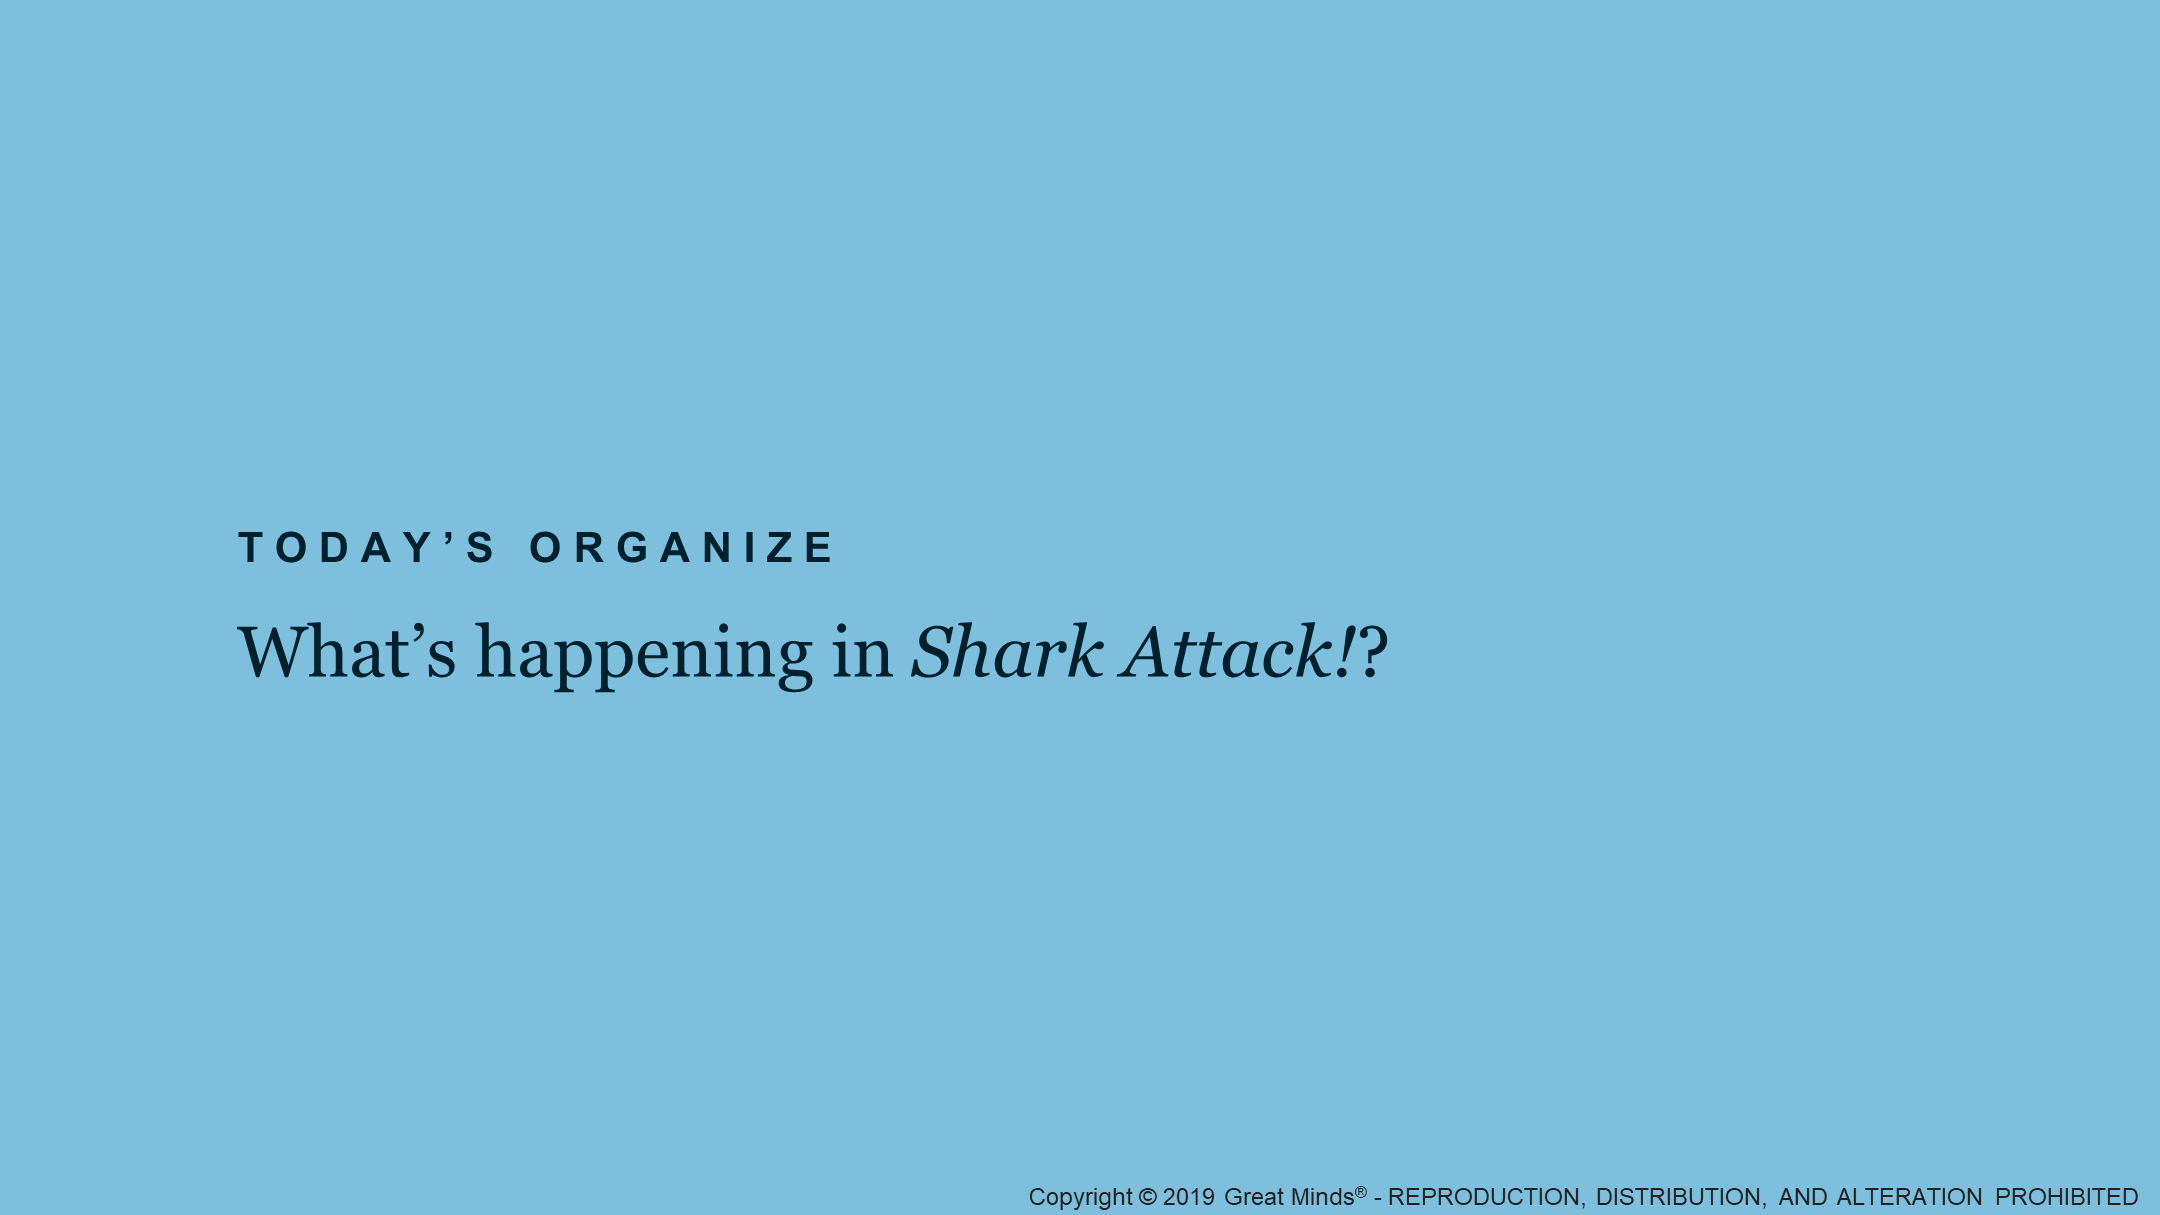 TODAY’S ORGANIZE
What’s happening in Shark Attack!?
Copyright © 2019 Great Minds® - REPRODUCTION, DISTRIBUTION, AND ALTERATION PROHIBITED